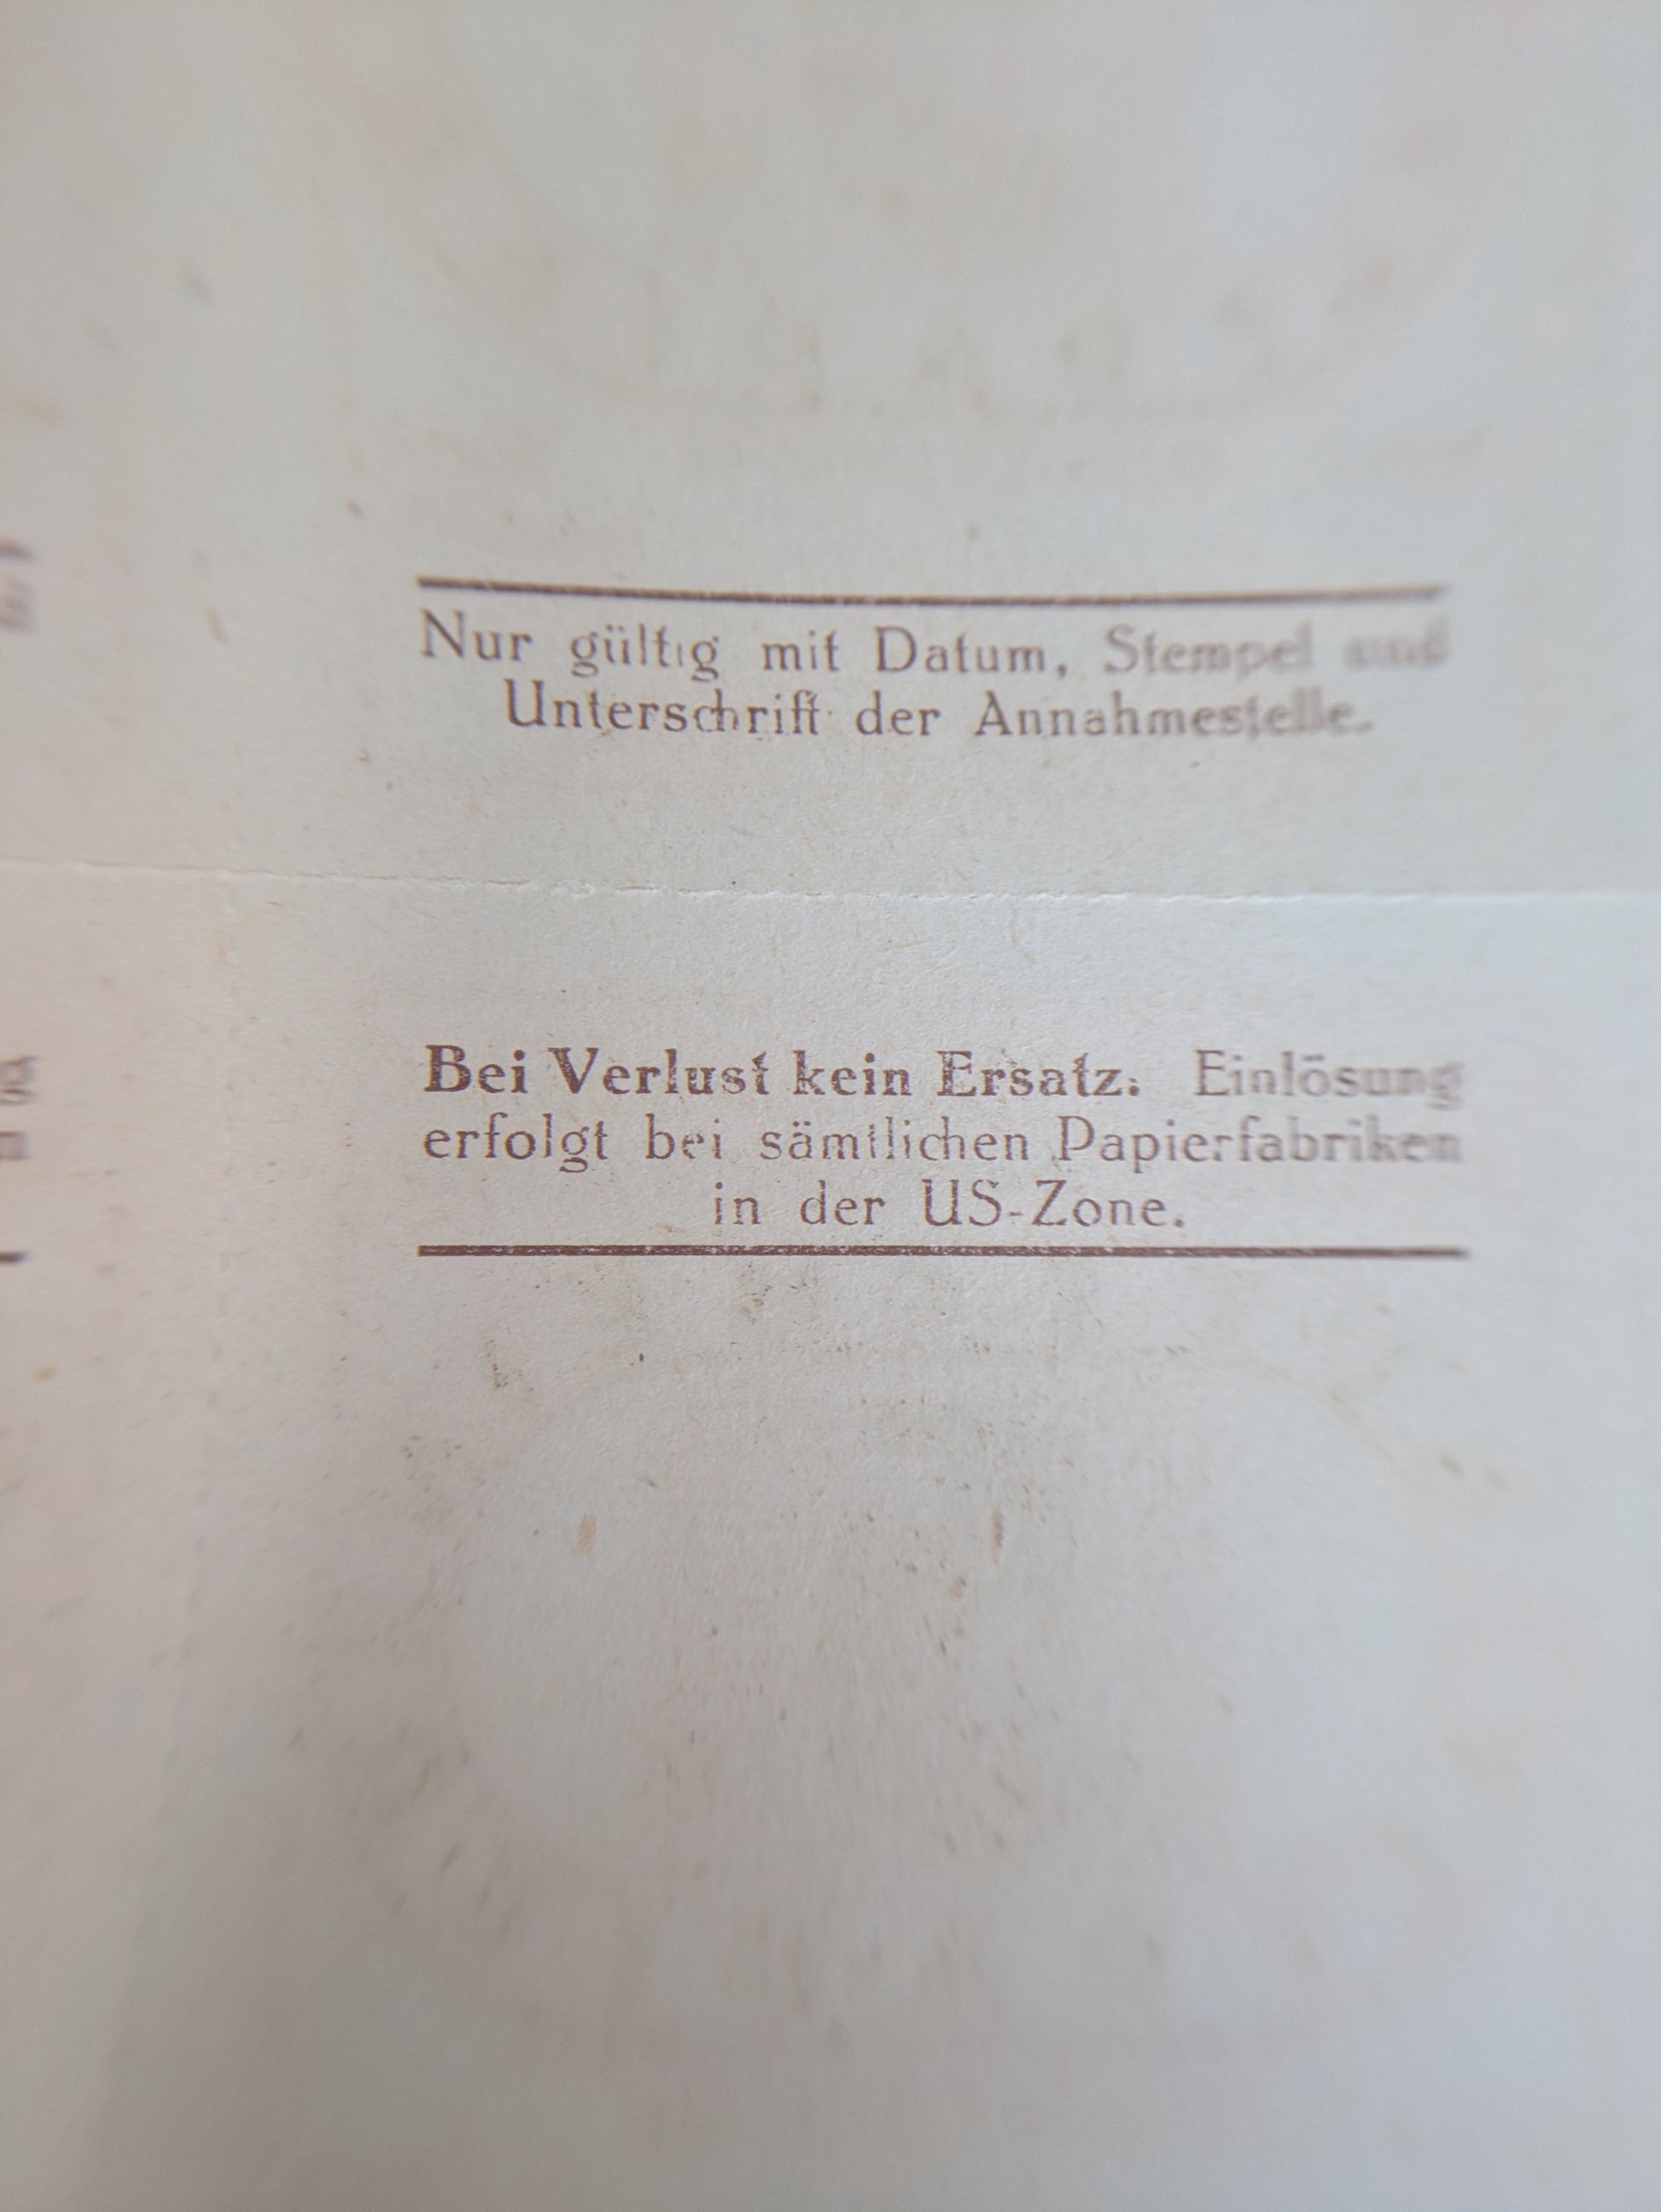 Nur gültig mit Datum, Stempel und
Unterschrift der Annahmestelle.
Bei Verlust kein Ersatz. Einlösung
erfolgt bei sämtlichen Papierfabriken
in der US-Zone.